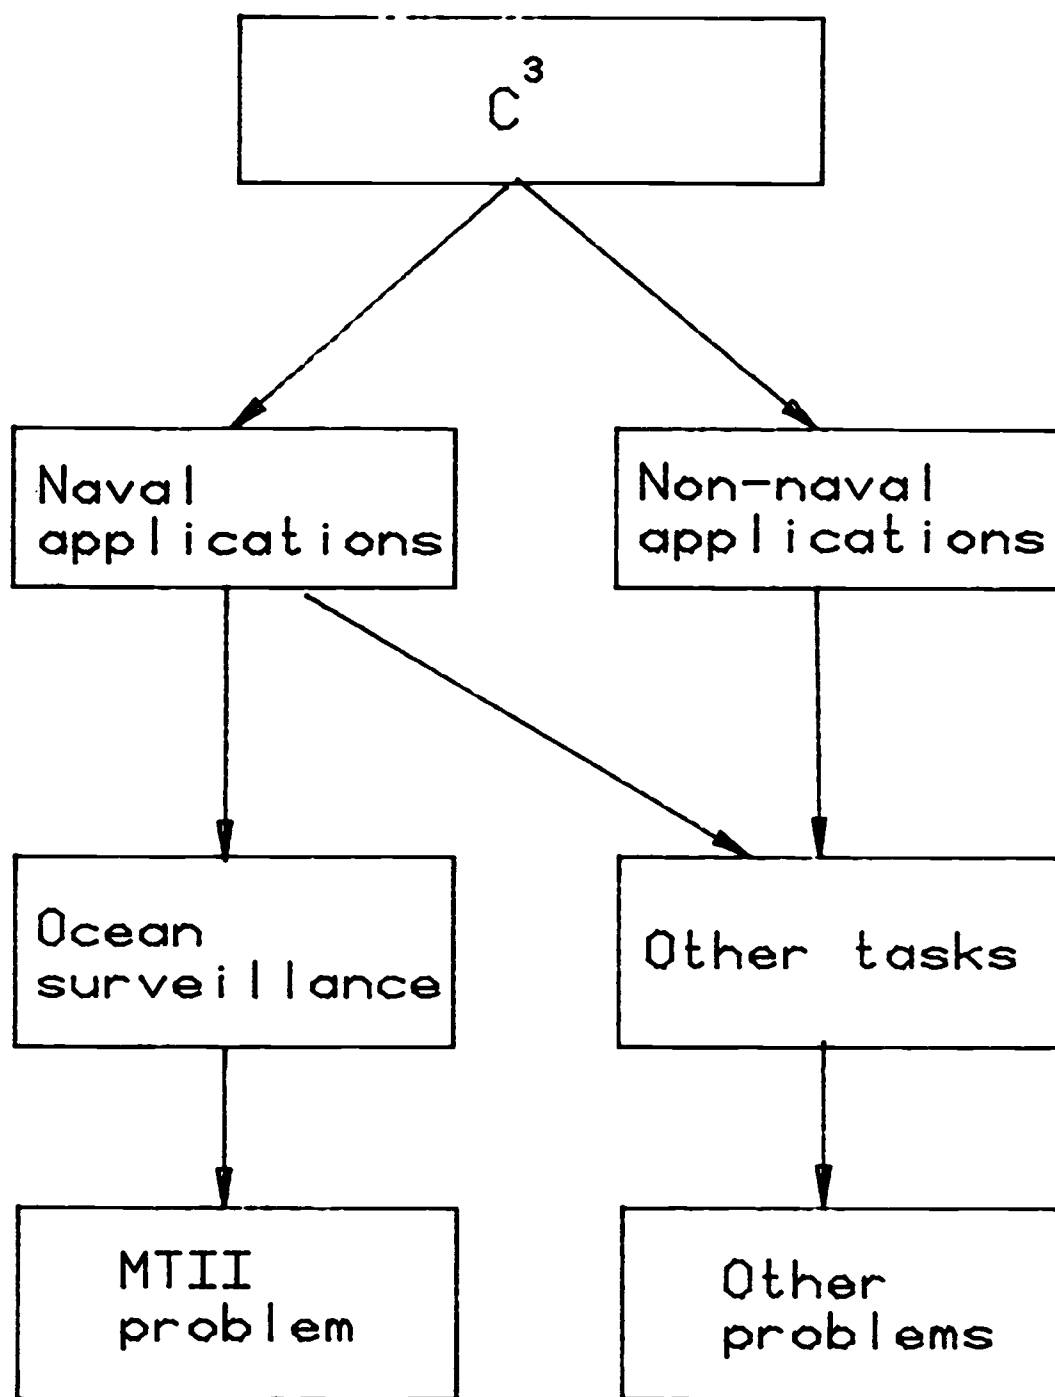 C³
Naval
applications
Non-naval
applications
Ocean
surveillance
Other tasks
MTII
problem
Other
problems